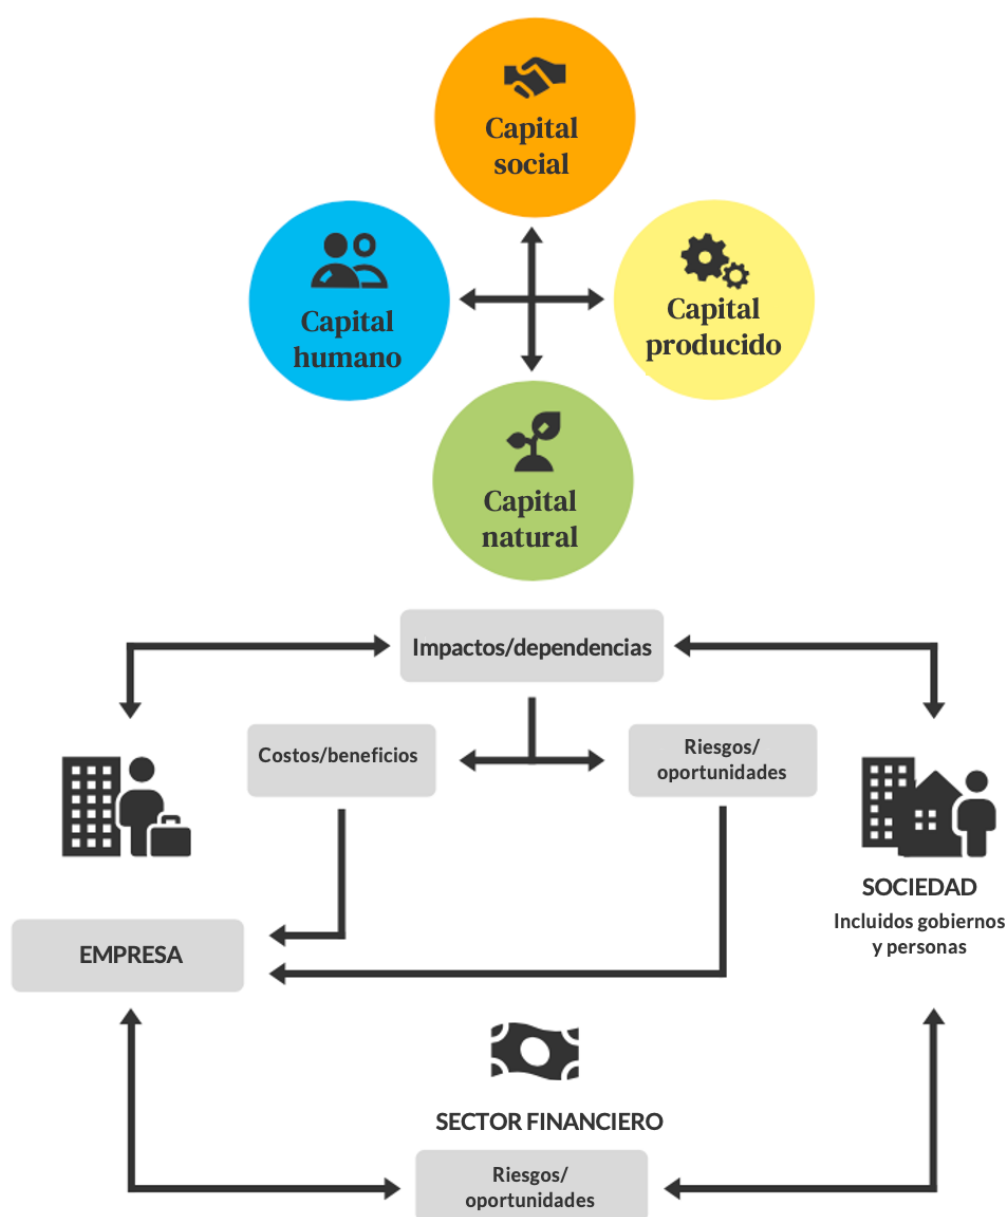 Capital
social
Capital
humano
Capital
producido
Capital
natural
Impactos/dependencias
Costos/beneficios
Riesgos/
oportunidades
SOCIEDAD
Incluidos gobiernos
y personas
EMPRESA
SECTOR FINANCIERO
Riesgos/
oportunidades